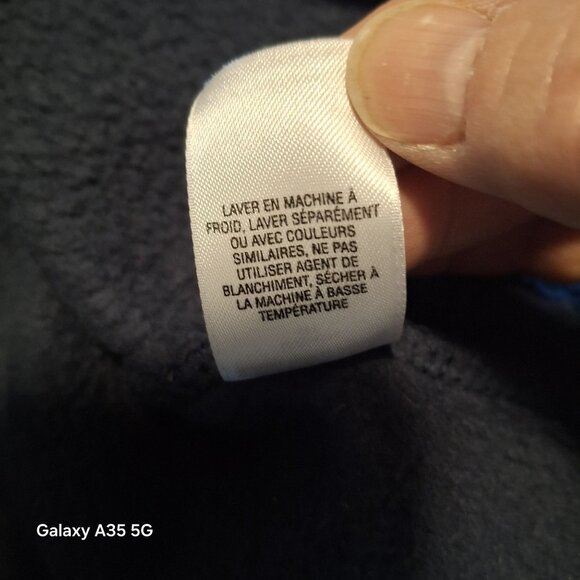 LAVER EN MACHINE À
FROID, LAVER SÉPARÉMENT
OU AVEC COULEURS
SIMILAIRES, NE PAS
UTILISER AGENT DE
BLANCHIMENT, SÉCHER À
LA MACHINE À BASSE
TEMPÉRATURE
Galaxy A35 5G